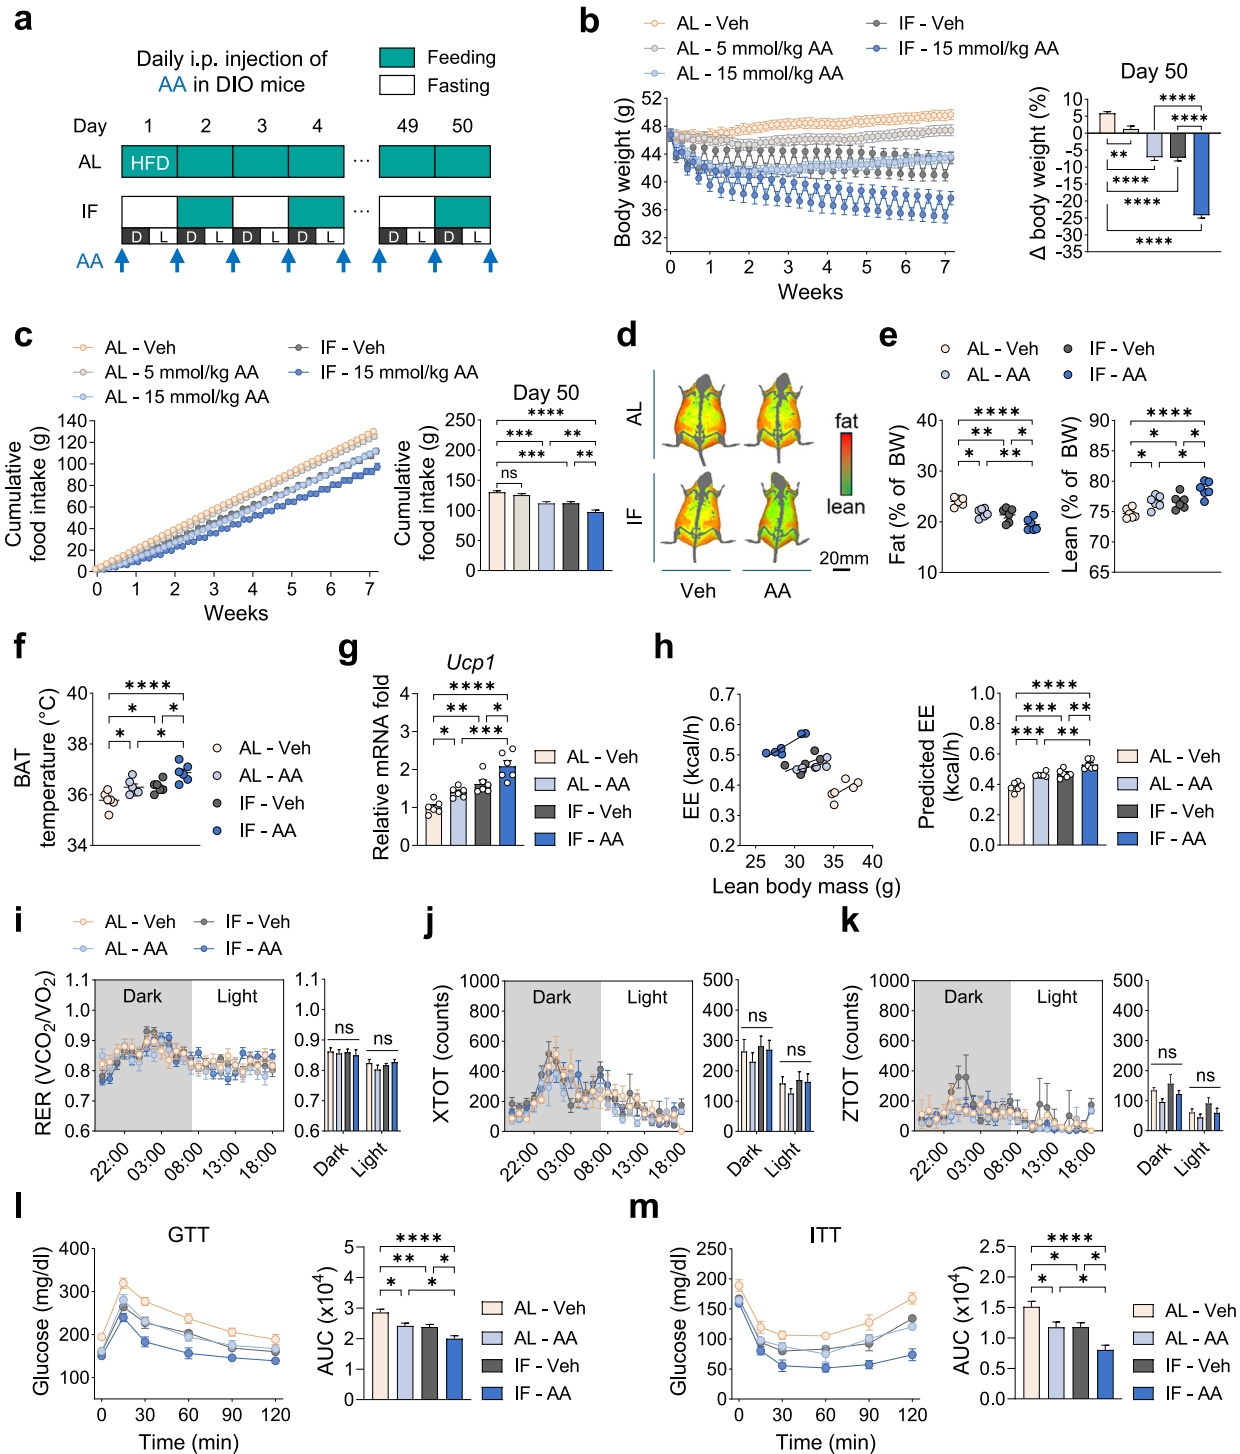 a
Daily i.p. injection of
AA in DIO mice
Feeding
Fasting
Day 1 2 3 4 49 50
AL HFD ...
IF ...
D L D L D L D L D L D L
AA
b
AL - Veh
AL - 5 mmol/kg AA
AL - 15 mmol/kg AA
IF - Veh
IF - 15 mmol/kg AA
Body weight (g)
52
48
44
40
36
32
0 1 2 3 4 5 6 7
Weeks
Day 50
Δ body weight (%)
10
5
0
-5
-10
-15
-20
-25
-30
-35
****
****
**
****
****
****
c
AL - Veh
AL - 5 mmol/kg AA
AL - 15 mmol/kg AA
IF - Veh
IF - 15 mmol/kg AA
Cumulative
food intake (g)
140
120
100
80
60
40
20
0
0 1 2 3 4 5 6 7
Weeks
Day 50
Cumulative
food intake (g)
250
200
150
100
50
0
****
*** **
*** **
ns
d
AL
IF
Veh AA
fat
lean
20mm
e
AL - Veh
AL - AA
IF - Veh
IF - AA
Fat (% of BW)
40
30
20
10
****
** *
* **
Lean (% of BW)
90
85
80
75
70
65
****
* *
* *
f
BAT
temperature (°C)
38
36
34
****
* *
* *
AL - Veh
AL - AA
IF - Veh
IF - AA
g
Ucp1
Relative mRNA fold
4
3
2
1
0
****
** *
* ***
AL - Veh
AL - AA
IF - Veh
IF - AA
h
EE (kcal/h)
0.7
0.6
0.5
0.4
0.3
0.2
25 30 35 40
Lean body mass (g)
Predicted EE
(kcal/h)
1.0
0.8
0.6
0.4
0.2
0.0
****
*** **
*** **
AL - Veh
AL - AA
IF - Veh
IF - AA
i
AL - Veh
AL - AA
IF - Veh
IF - AA
RER (VCO2/VO2)
1.1
1.0
0.9
0.8
0.7
0.6
Dark Light
22:00 03:00 08:00 13:00 18:00
1.1
1.0
0.9
0.8
0.7
0.6
ns
ns
Dark Light
j
XTOT (counts)
1000
800
600
400
200
0
Dark Light
22:00 03:00 08:00 13:00 18:00
500
400
300
200
100
0
ns
ns
Dark Light
k
ZTOT (counts)
1000
800
600
400
200
0
Dark Light
22:00 03:00 08:00 13:00 18:00
500
400
300
200
100
0
ns
ns
Dark Light
l
GTT
Glucose (mg/dl)
400
300
200
100
0 30 60 90 120
Time (min)
AUC (x10^4)
5
4
3
2
1
0
****
** *
* *
AL - Veh
AL - AA
IF - Veh
IF - AA
m
ITT
Glucose (mg/dl)
250
200
150
100
50
0
0 30 60 90 120
Time (min)
AUC (x10^4)
2.5
2.0
1.5
1.0
0.5
0.0
****
* *
* *
AL - Veh
AL - AA
IF - Veh
IF - AA